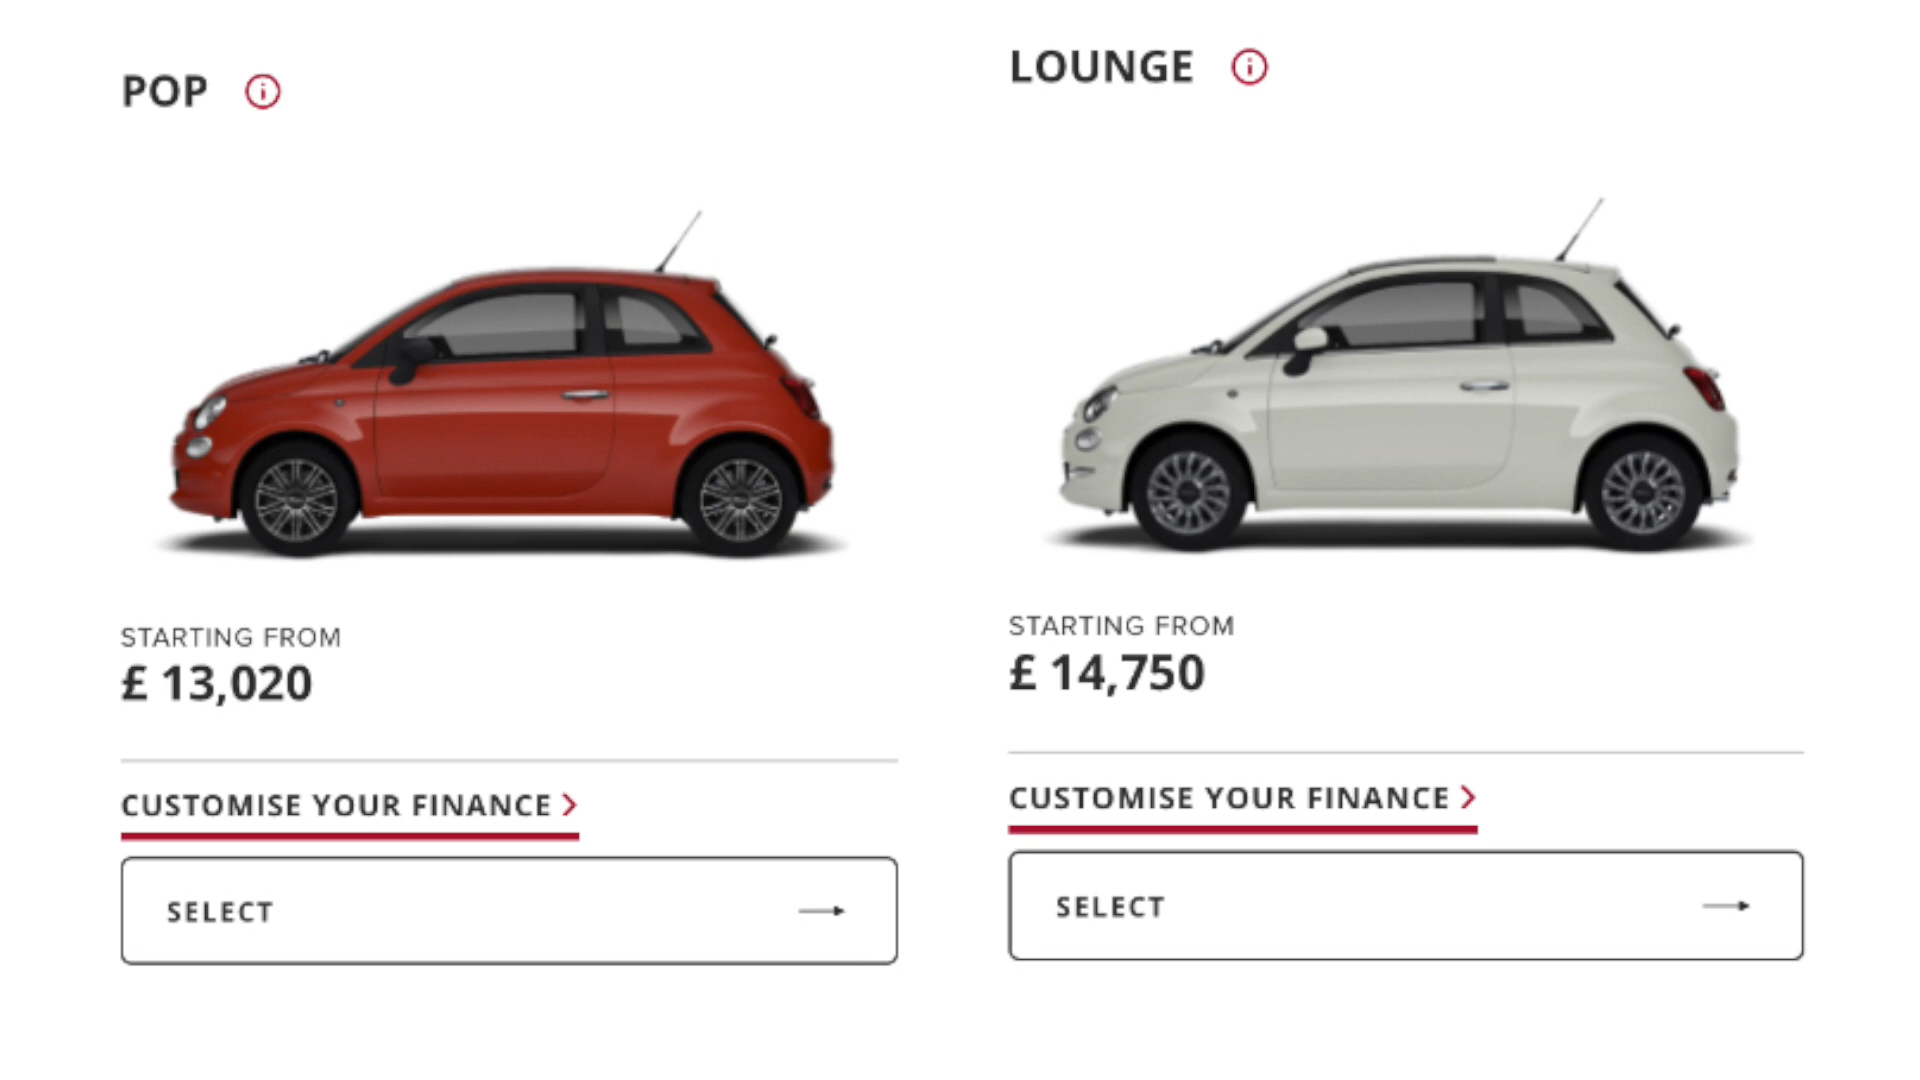 POP
STARTING FROM
£ 13,020
CUSTOMISE YOUR FINANCE >
SELECT
LOUNGE
STARTING FROM
£ 14,750
CUSTOMISE YOUR FINANCE >
SELECT